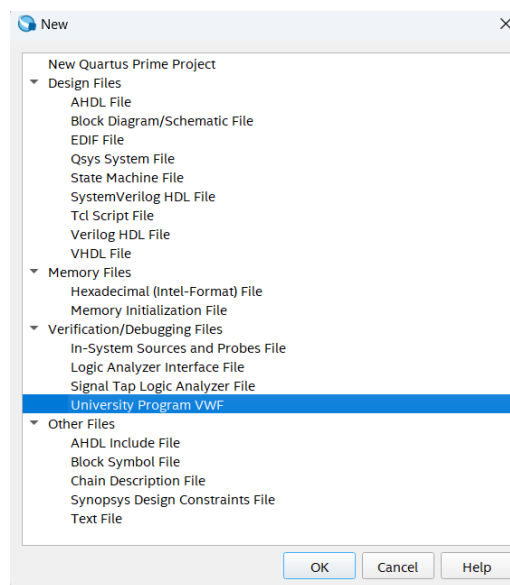 New
New Quartus Prime Project
Design Files
AHDL File
Block Diagram/Schematic File
EDIF File
Qsys System File
State Machine File
SystemVerilog HDL File
Tcl Script File
Verilog HDL File
VHDL File
Memory Files
Hexadecimal (Intel-Format) File
Memory Initialization File
Verification/Debugging Files
In-System Sources and Probes File
Logic Analyzer Interface File
Signal Tap Logic Analyzer File
University Program VWF
Other Files
AHDL Include File
Block Symbol File
Chain Description File
Synopsys Design Constraints File
Text File
OK Cancel Help